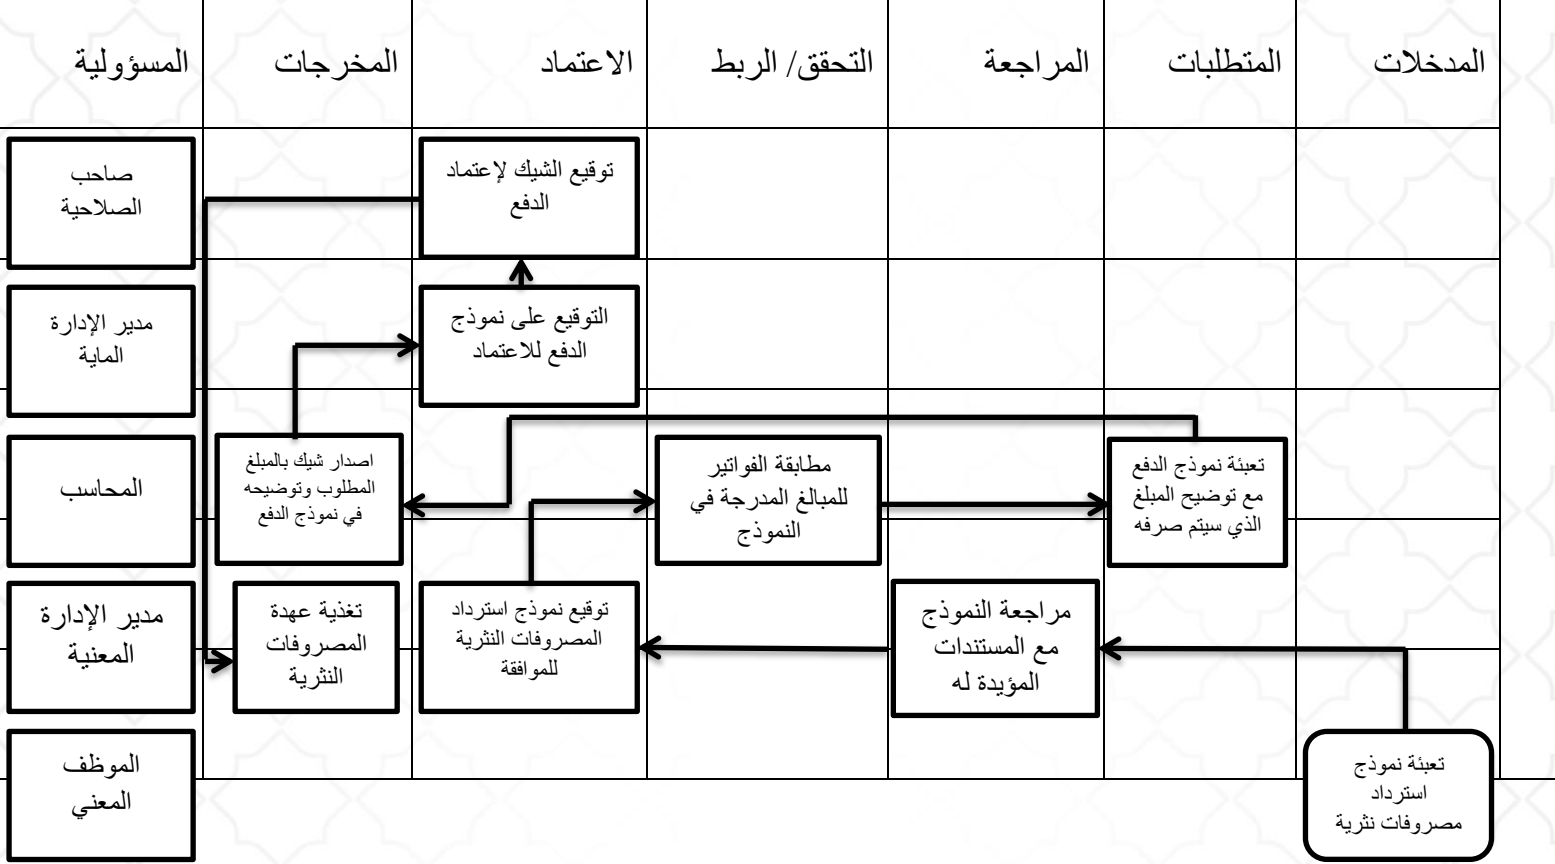 المدخلات
المتطلبات
المراجعة
التحقق/ الربط
الاعتماد
المخرجات
المسؤولية
توقيع الشيك لإعتماد
الدفع
صاحب
الصلاحية
التوقيع على نموذج
الدفع للاعتماد
مدير الإدارة
الماية
تعبئة نموذج الدفع
مع توضيح المبلغ
الذي سيتم صرفه
مطابقة الفواتير
للمبالغ المدرجة في
النموذج
اصدار شيك بالمبلغ
المطلوب وتوضيحه
في نموذج الدفع
المحاسب
مراجعة النموذج
مع المستندات
المؤيدة له
توقيع نموذج استرداد
المصروفات النثرية
للموافقة
تغذية عهدة
المصروفات
النثرية
مدير الإدارة
المعنية
تعبئة نموذج
استرداد
مصروفات نثرية
الموظف
المعني